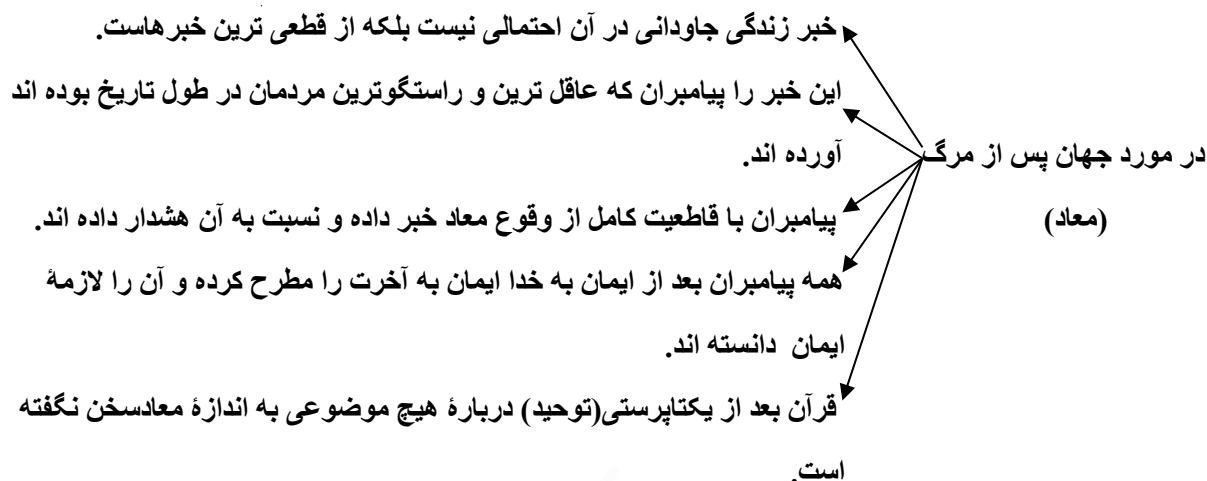 خبر زندگی جاودانی در آن احتمالی نیست بلکه از قطعی ترین خبرهاست.
این خبر را پیامبران که عاقل ترین و راستگوترین مردمان در طول تاریخ بوده اند
در مورد جهان پس از مرگ
آورده اند.
(معاد)
پیامبران با قاطعیت کامل از وقوع معاد خبر داده و نسبت به آن هشدار داده اند.
همه پیامبران بعد از ایمان به خدا ایمان به آخرت را مطرح کرده و آن را لازمۀ
ایمان دانسته اند.
قرآن بعد از یکتاپرستی(توحید) دربارۀ هیچ موضوعی به اندازۀ معادسخن نگفته
است.